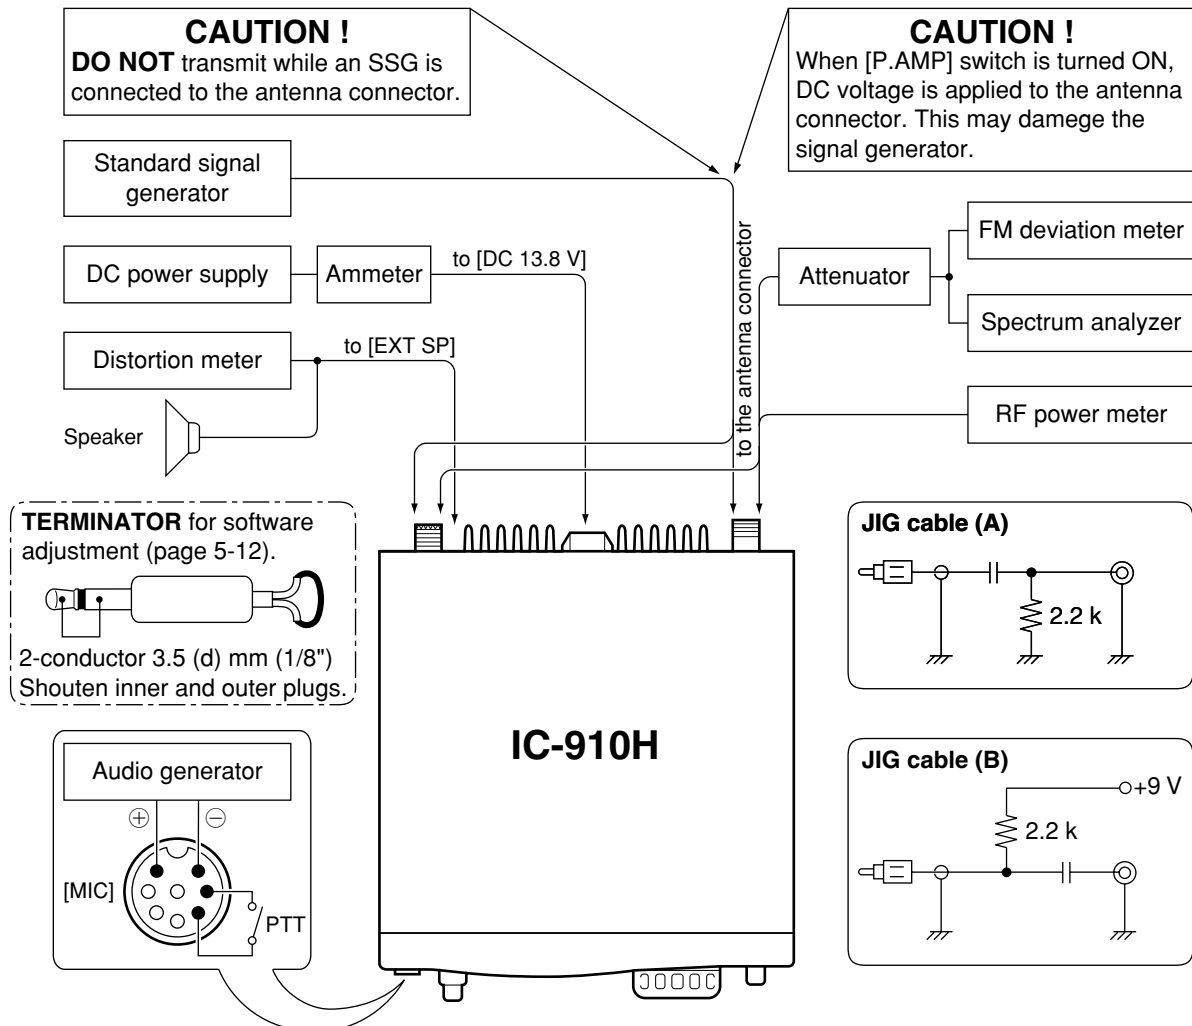 CAUTION !
DO NOT transmit while an SSG is
connected to the antenna connector.
CAUTION !
When [P.AMP] switch is turned ON,
DC voltage is applied to the antenna
connector. This may damege the
signal generator.
Standard signal
generator
DC power supply
Ammeter
to [DC 13.8 V]
Distortion meter
to [EXT SP]
Speaker
to the antenna connector
Attenuator
FM deviation meter
Spectrum analyzer
RF power meter
TERMINATOR for software
adjustment (page 5-12).
2-conductor 3.5 (d) mm (1/8")
Shouten inner and outer plugs.
JIG cable (A)
2.2 k
IC-910H
JIG cable (B)
+9 V
2.2 k
Audio generator
+ −
[MIC]
PTT